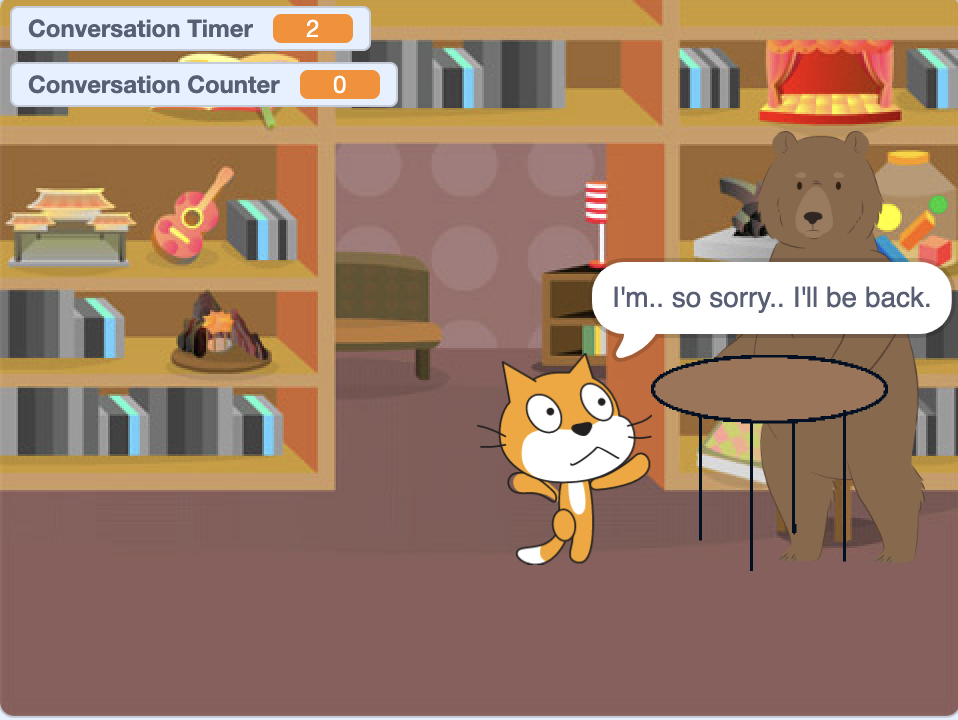 Conversation Timer 2
Conversation Counter 0
I'm.. so sorry.. I'll be back.